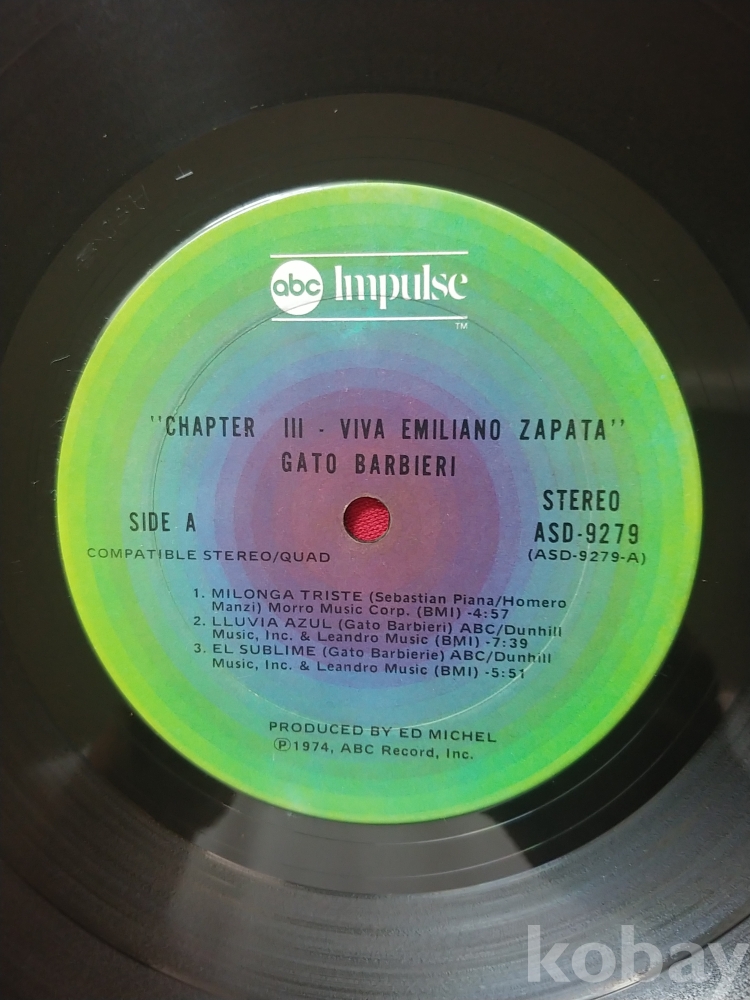 abc Impulse
TM
"CHAPTER III - VIVA EMILIANO ZAPATA"
GATO BARBIERI
SIDE A
STEREO
ASD-9279
COMPATIBLE STEREO/QUAD
(ASD-9279-A)
1. MILONGA TRISTE (Sebastian Piana/Homero
Manzi) Morro Music Corp. (BMI) -4:57
2. LLUVIA AZUL (Gato Barbieri) ABC/Dunhill
Music, Inc. & Leandro Music (BMI) -7:39
3. EL SUBLIME (Gato Barbierie) ABC/Dunhill
Music, Inc. & Leandro Music (BMI) -5:51
PRODUCED BY ED MICHEL
℗1974, ABC Record, Inc.
kobay